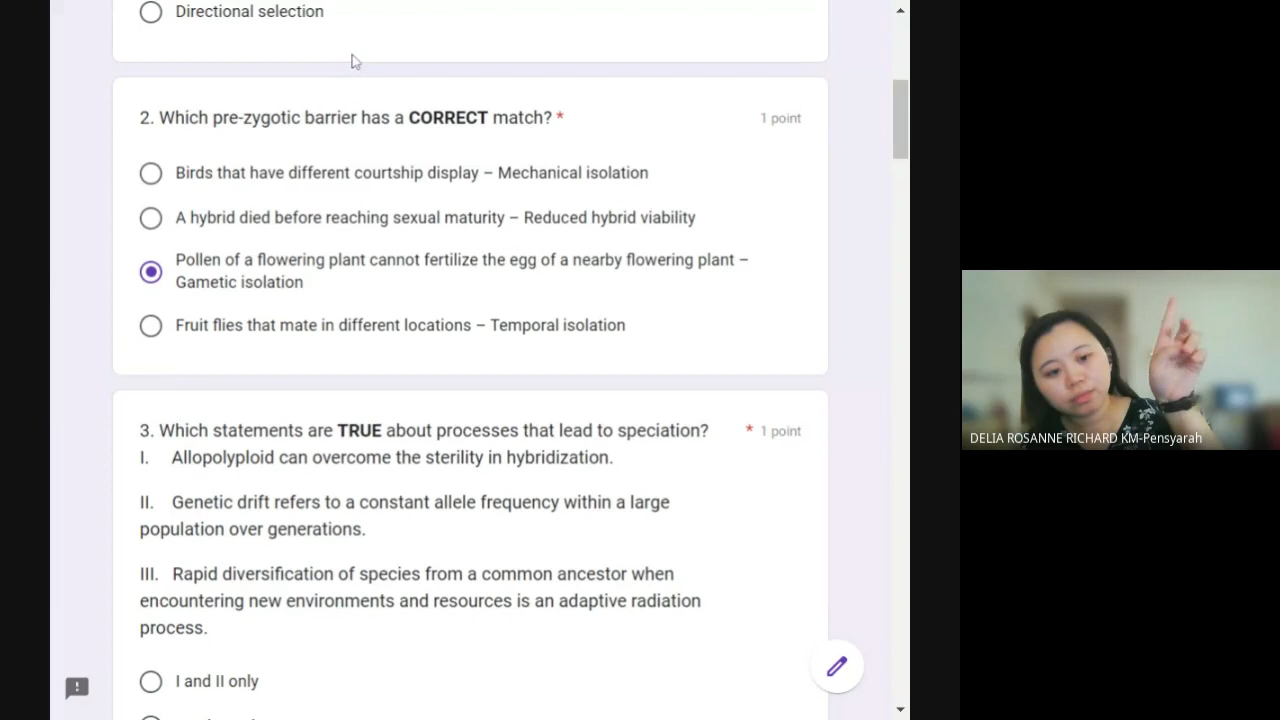 Directional selection
2. Which pre-zygotic barrier has a CORRECT match? * 1 point
Birds that have different courtship display – Mechanical isolation
A hybrid died before reaching sexual maturity – Reduced hybrid viability
Pollen of a flowering plant cannot fertilize the egg of a nearby flowering plant –
Gametic isolation
Fruit flies that mate in different locations – Temporal isolation
3. Which statements are TRUE about processes that lead to speciation? * 1 point
I. Allopolyploid can overcome the sterility in hybridization.
II. Genetic drift refers to a constant allele frequency within a large
population over generations.
III. Rapid diversification of species from a common ancestor when
encountering new environments and resources is an adaptive radiation
process.
I and II only
DELIA ROSANNE RICHARD KM-Pensyarah